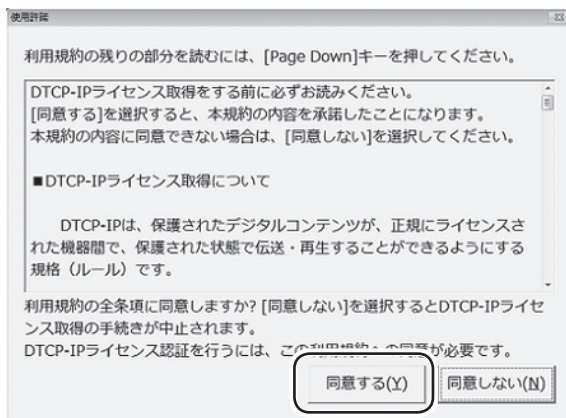 使用許諾
利用規約の残りの部分を読むには、[Page Down]キーを押してください。
DTCP-IPライセンス取得をする前に必ずお読みください。
[同意する]を選択すると、本規約の内容を承諾したことになります。
本規約の内容に同意できない場合は、[同意しない]を選択してください。
■DTCP-IPライセンス取得について
DTCP-IPは、保護されたデジタルコンテンツが、正規にライセンスさ
れた機器間で、保護された状態で伝送・再生することができるようにする
規格（ルール）です。
利用規約の全条項に同意しますか? [同意しない]を選択するとDTCP-IPライセ
ンス取得の手続きが中止されます。
DTCP-IPライセンス認証を行うには、この利用規約への同意が必要です。
同意する(Y)
同意しない(N)